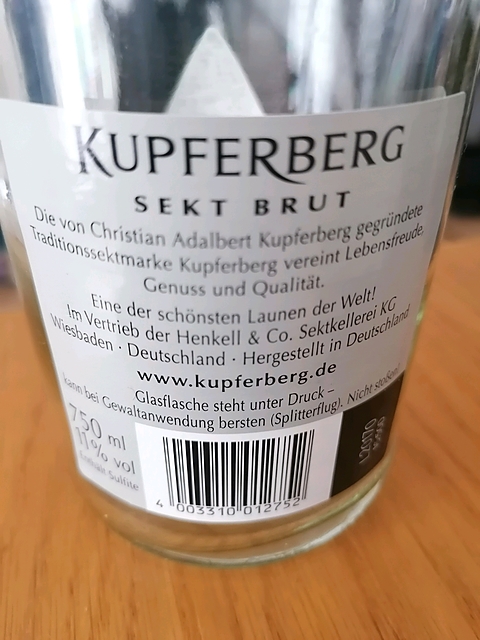 KUPFERBERG
SEKT BRUT
Die von Christian Adalbert Kupferberg gegründete
Traditionssektmarke Kupferberg vereint Lebensfreude,
Genuss und Qualität.
Eine der schönsten Launen der Welt!
Im Vertrieb der Henkell & Co. Sektkellerei KG
Wiesbaden · Deutschland · Hergestellt in Deutschland
www.kupferberg.de
Glasflasche steht unter Druck –
kann bei Gewaltanwendung bersten (Splitterflug). Nicht stoßen!
750 ml
11% vol
Enthält Sulfite
4 003310 012752